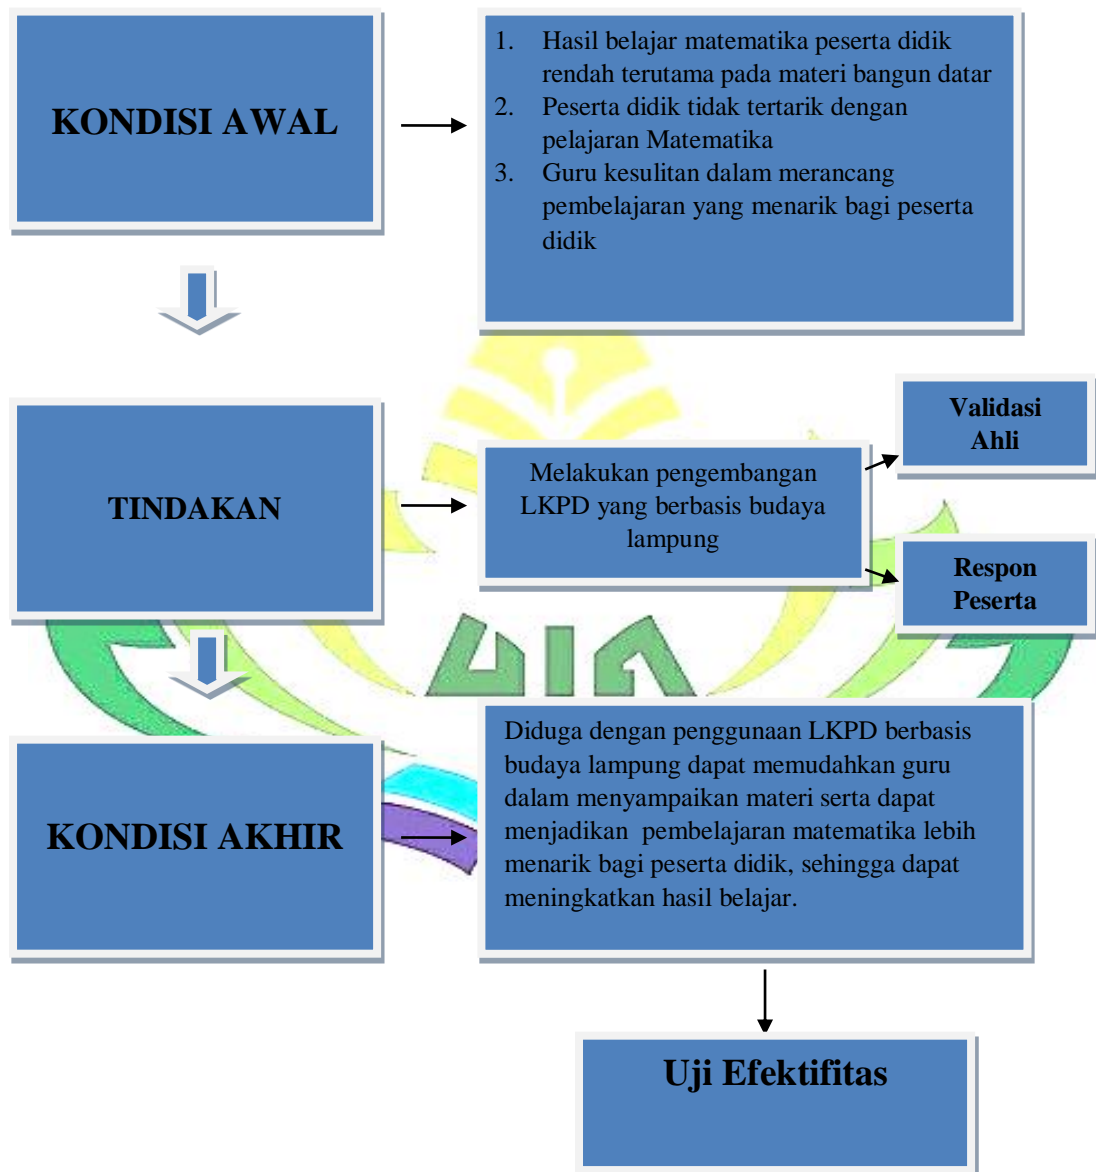 KONDISI AWAL
1. Hasil belajar matematika peserta didik
rendah terutama pada materi bangun datar
2. Peserta didik tidak tertarik dengan
pelajaran Matematika
3. Guru kesulitan dalam merancang
pembelajaran yang menarik bagi peserta
didik
TINDAKAN
Melakukan pengembangan
LKPD yang berbasis budaya
lampung
Validasi
Ahli
Respon
Peserta
KONDISI AKHIR
Diduga dengan penggunaan LKPD berbasis
budaya lampung dapat memudahkan guru
dalam menyampaikan materi serta dapat
menjadikan pembelajaran matematika lebih
menarik bagi peserta didik, sehingga dapat
meningkatkan hasil belajar.
Uji Efektifitas